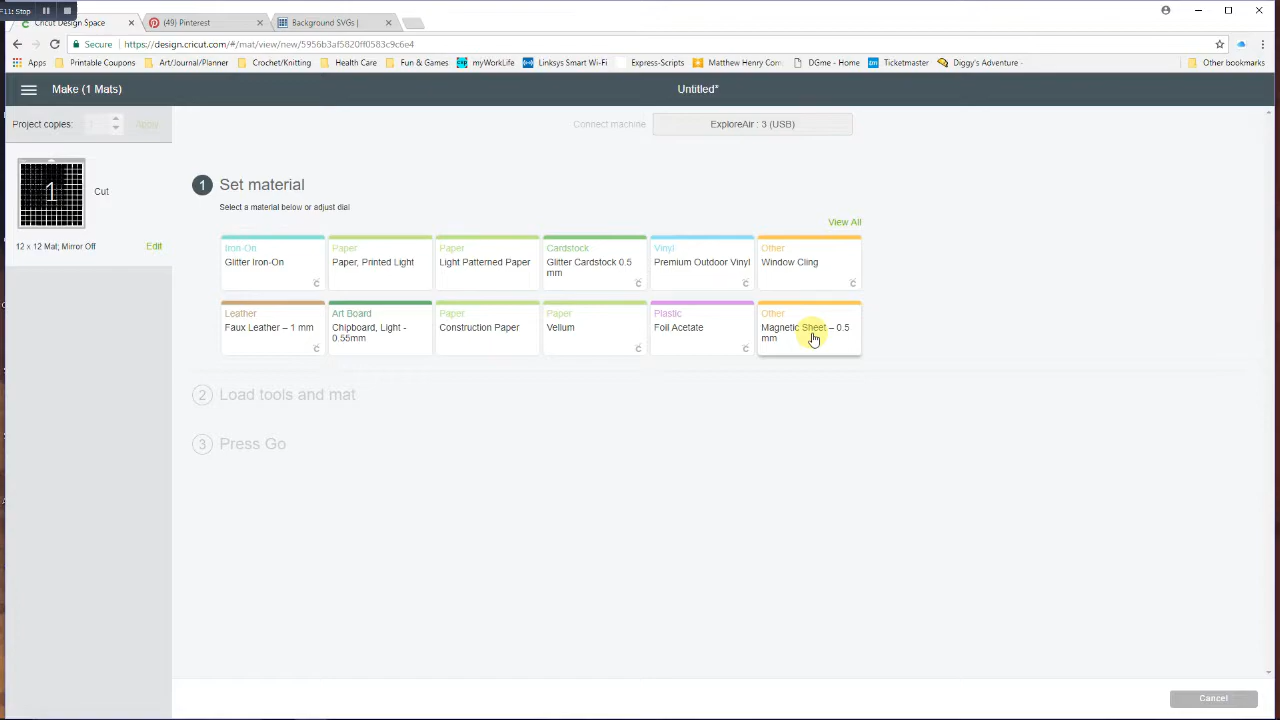 F11: Stop
Cricut Design Space
(49) Pinterest
Background SVGs |
Secure
https://design.cricut.com/#/mat/view/new/5956b3af5820ff0583c9c6e4
Apps
Printable Coupons
Art/Journal/Planner
Crochet/Knitting
Health Care
Fun & Games
myWorkLife
Linksys Smart Wi-Fi
Express-Scripts
Matthew Henry Com
DGme - Home
Ticketmaster
Diggy's Adventure -
Other bookmarks
Make (1 Mats)
Untitled*
Project copies:
1
Apply
Connect machine
ExploreAir : 3 (USB)
1
Cut
12 x 12 Mat; Mirror Off
Edit
1
Set material
Select a material below or adjust dial
View All
Iron-On
Glitter Iron-On
Paper
Paper, Printed Light
Paper
Light Patterned Paper
Cardstock
Glitter Cardstock 0.5
mm
Vinyl
Premium Outdoor Vinyl
Other
Window Cling
Leather
Faux Leather – 1 mm
Art Board
Chipboard, Light -
0.55mm
Paper
Construction Paper
Paper
Vellum
Plastic
Foil Acetate
Other
Magnetic Sheet – 0.5
mm
2
Load tools and mat
3
Press Go
Cancel